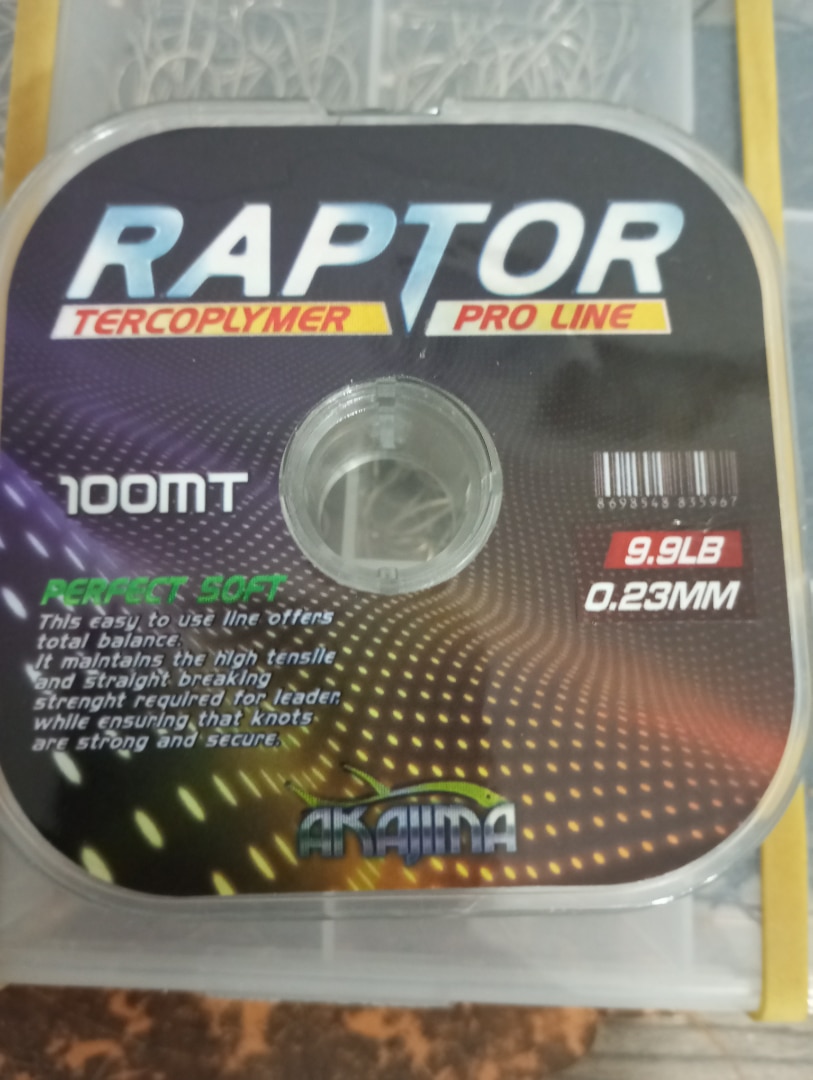 RAPTOR
TERCOPLYMER PRO LINE
100MT
8698548 835967
9.9LB
0.23MM
PERFECT SOFT
This easy to use line offers
total balance.
It maintains the high tensile
and straight breaking
strenght required for leader.
while ensuring that knots
are strong and secure.
AKAJIMA